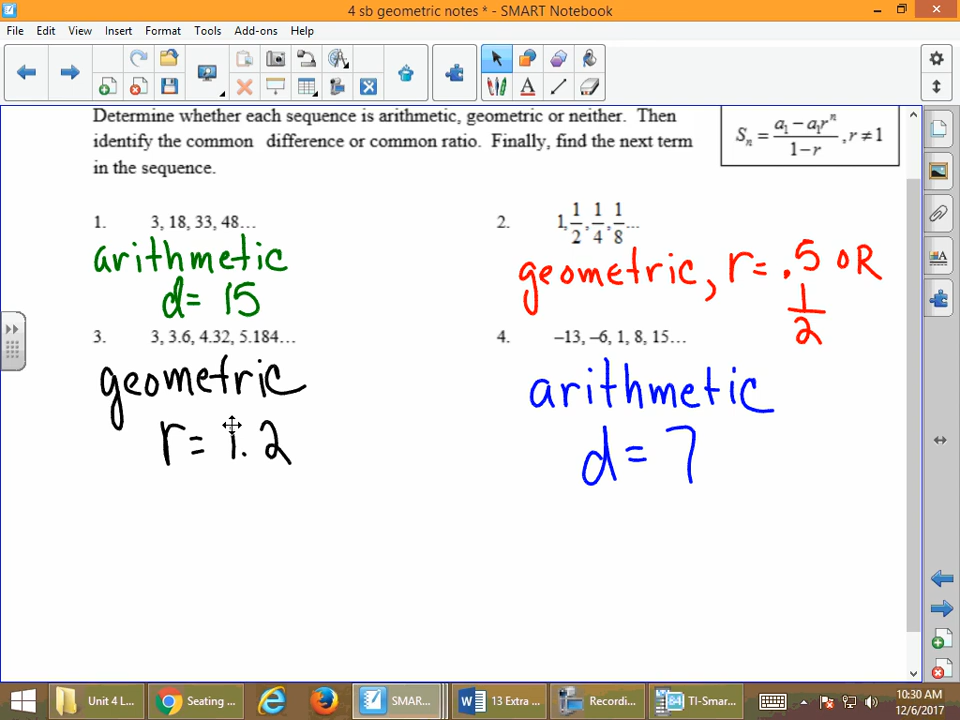 4 sb geometric notes * - SMART Notebook
File Edit View Insert Format Tools Add-ons Help
Determine whether each sequence is arithmetic, geometric or neither. Then
identify the common difference or common ratio. Finally, find the next term
in the sequence.
Sₙ = (a₁ − a₁rⁿ)/(1 − r), r ≠ 1
1. 3, 18, 33, 48...
arithmetic
d= 15
2. 1, 1/2, 1/4, 1/8...
geometric, r= .5 OR
1/2
3. 3, 3.6, 4.32, 5.184...
geometric
r= 1.2
4. –13, –6, 1, 8, 15...
arithmetic
d= 7
Unit 4 L... Seating ... SMAR... 13 Extra ... Recordi... TI-Smar...
10:30 AM
12/6/2017